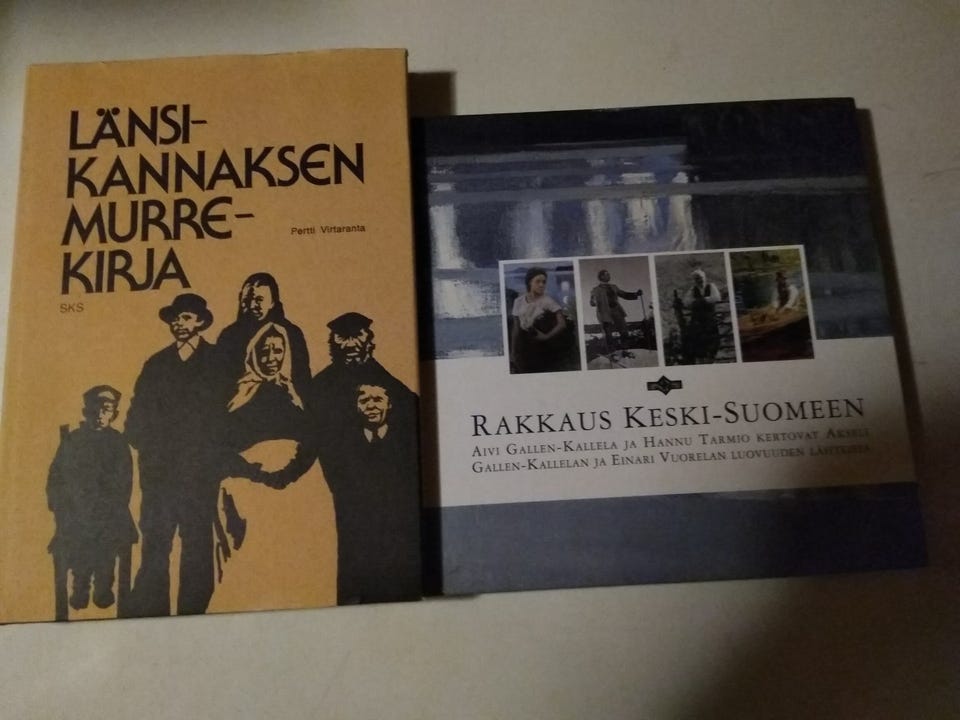 LÄNSI-
KANNAKSEN
MURRE-
KIRJA
Pertti Virtaranta
SKS
RAKKAUS KESKI-SUOMEEN
AIVI GALLEN-KALLELA JA HANNU TARMIO KERTOVAT AKSELI
GALLEN-KALLELAN JA EINARI VUORELAN LUOVUUDEN LÄHTEISTÄ